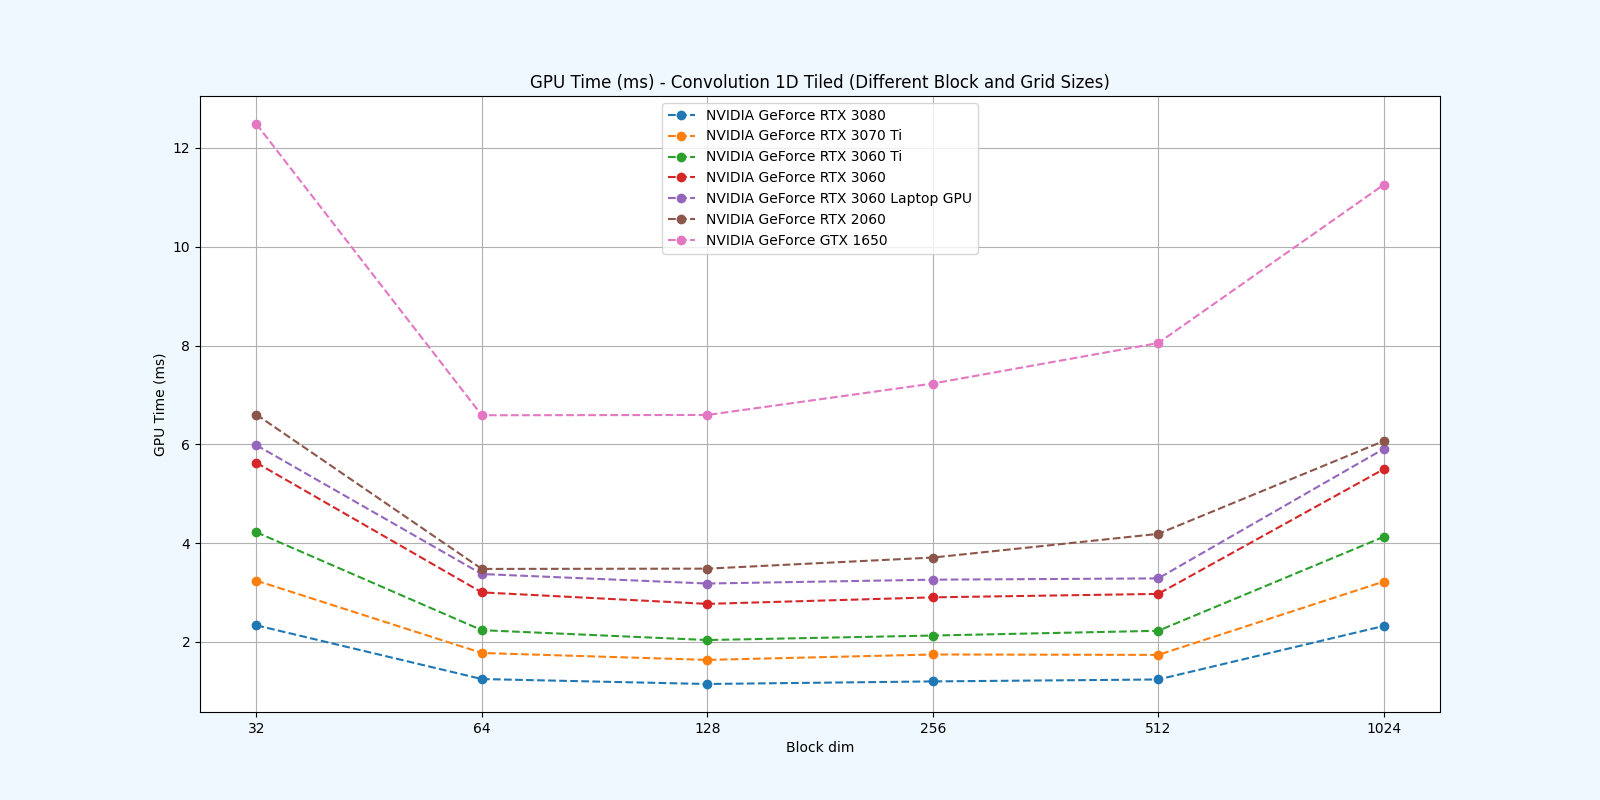 GPU Time (ms) - Convolution 1D Tiled (Different Block and Grid Sizes)
NVIDIA GeForce RTX 3080
NVIDIA GeForce RTX 3070 Ti
NVIDIA GeForce RTX 3060 Ti
NVIDIA GeForce RTX 3060
NVIDIA GeForce RTX 3060 Laptop GPU
NVIDIA GeForce RTX 2060
NVIDIA GeForce GTX 1650
GPU Time (ms)
12
10
8
6
4
2
32 64 128 256 512 1024
Block dim